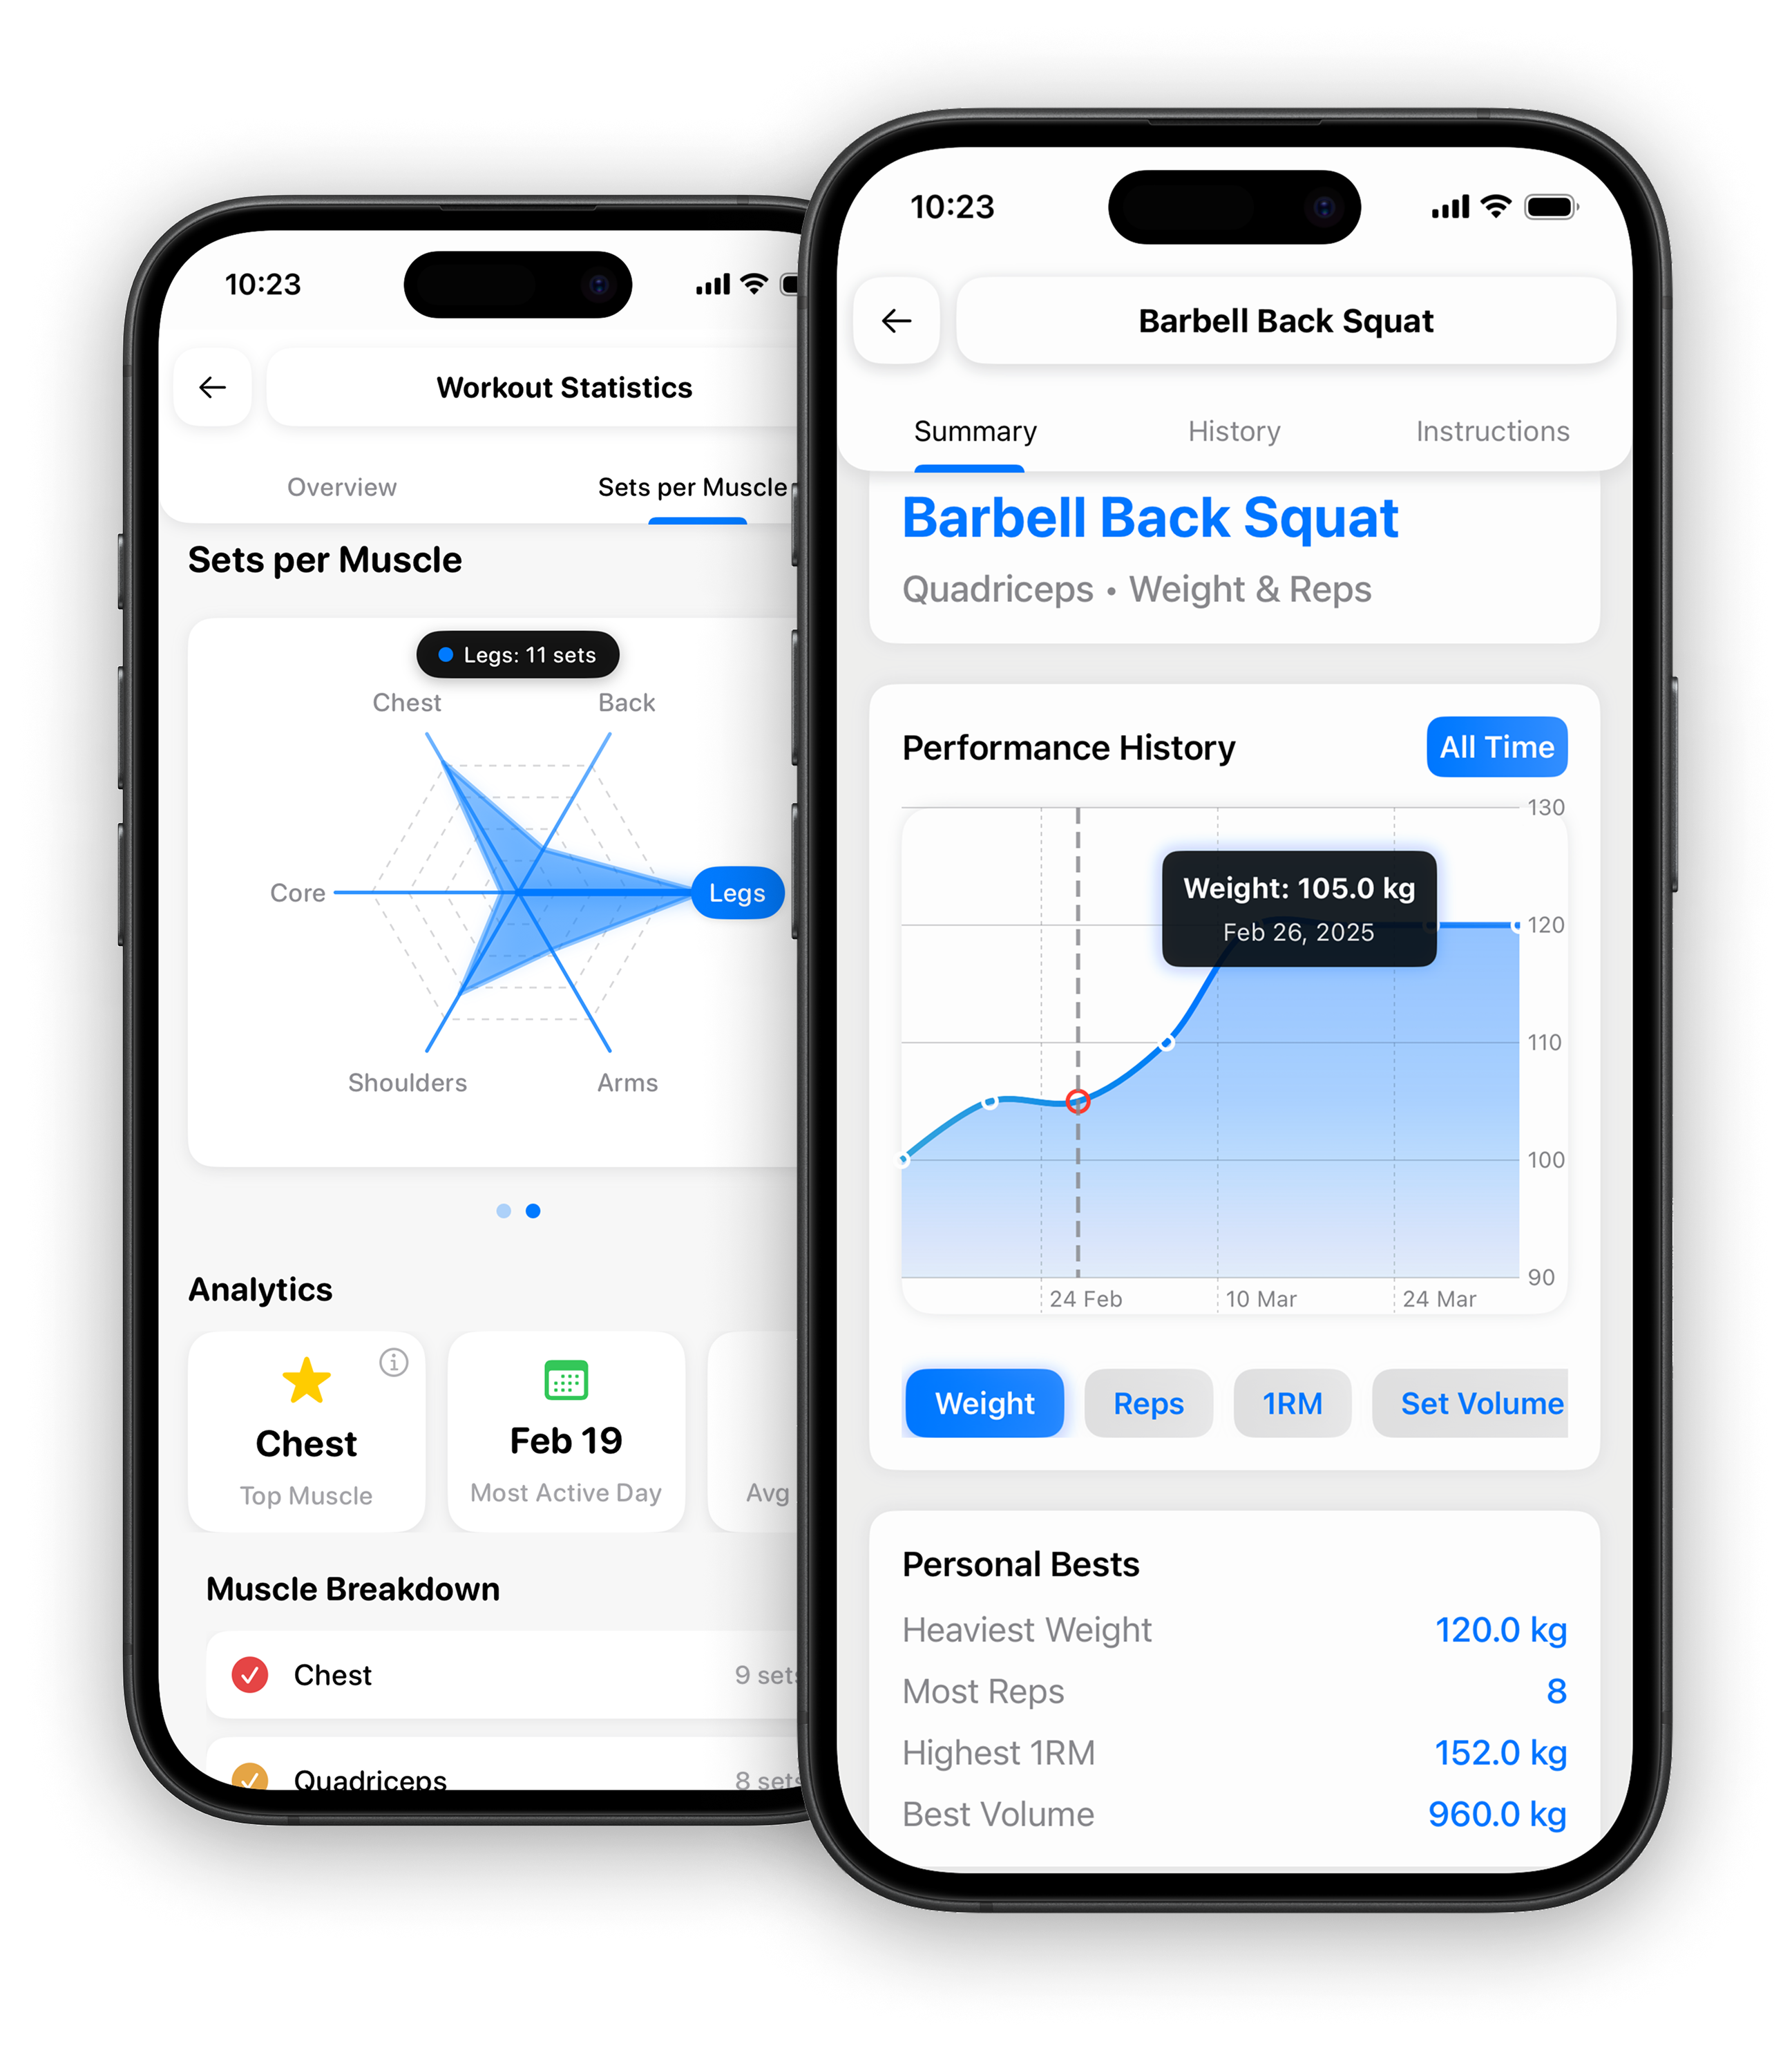 10:23
Workout Statistics
Overview
Sets per Muscle
Sets per Muscle
Legs: 11 sets
Chest
Back
Core
Legs
Shoulders
Arms
Analytics
Chest
Top Muscle
Feb 19
Most Active Day
Avg
Muscle Breakdown
Chest
9 sets
Quadriceps
8 sets
10:23
Barbell Back Squat
Summary
History
Instructions
Barbell Back Squat
Quadriceps • Weight & Reps
Performance History
All Time
130
Weight: 105.0 kg
Feb 26, 2025
120
110
100
90
24 Feb
10 Mar
24 Mar
Weight
Reps
1RM
Set Volume
Personal Bests
Heaviest Weight
120.0 kg
Most Reps
8
Highest 1RM
152.0 kg
Best Volume
960.0 kg